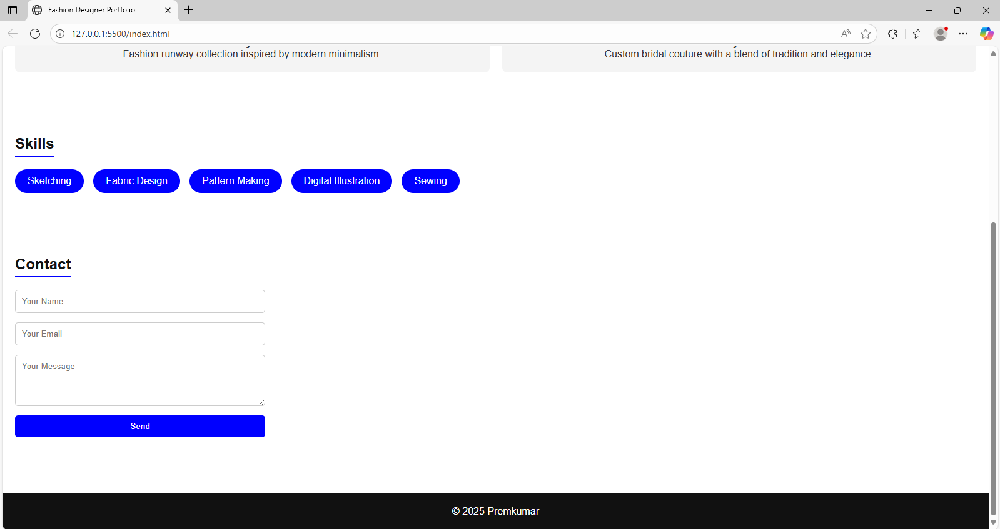 Fashion Designer Portfolio
127.0.0.1:5500/index.html
Fashion runway collection inspired by modern minimalism.
Custom bridal couture with a blend of tradition and elegance.
Skills
Sketching Fabric Design Pattern Making Digital Illustration Sewing
Contact
Your Name
Your Email
Your Message
Send
© 2025 Premkumar